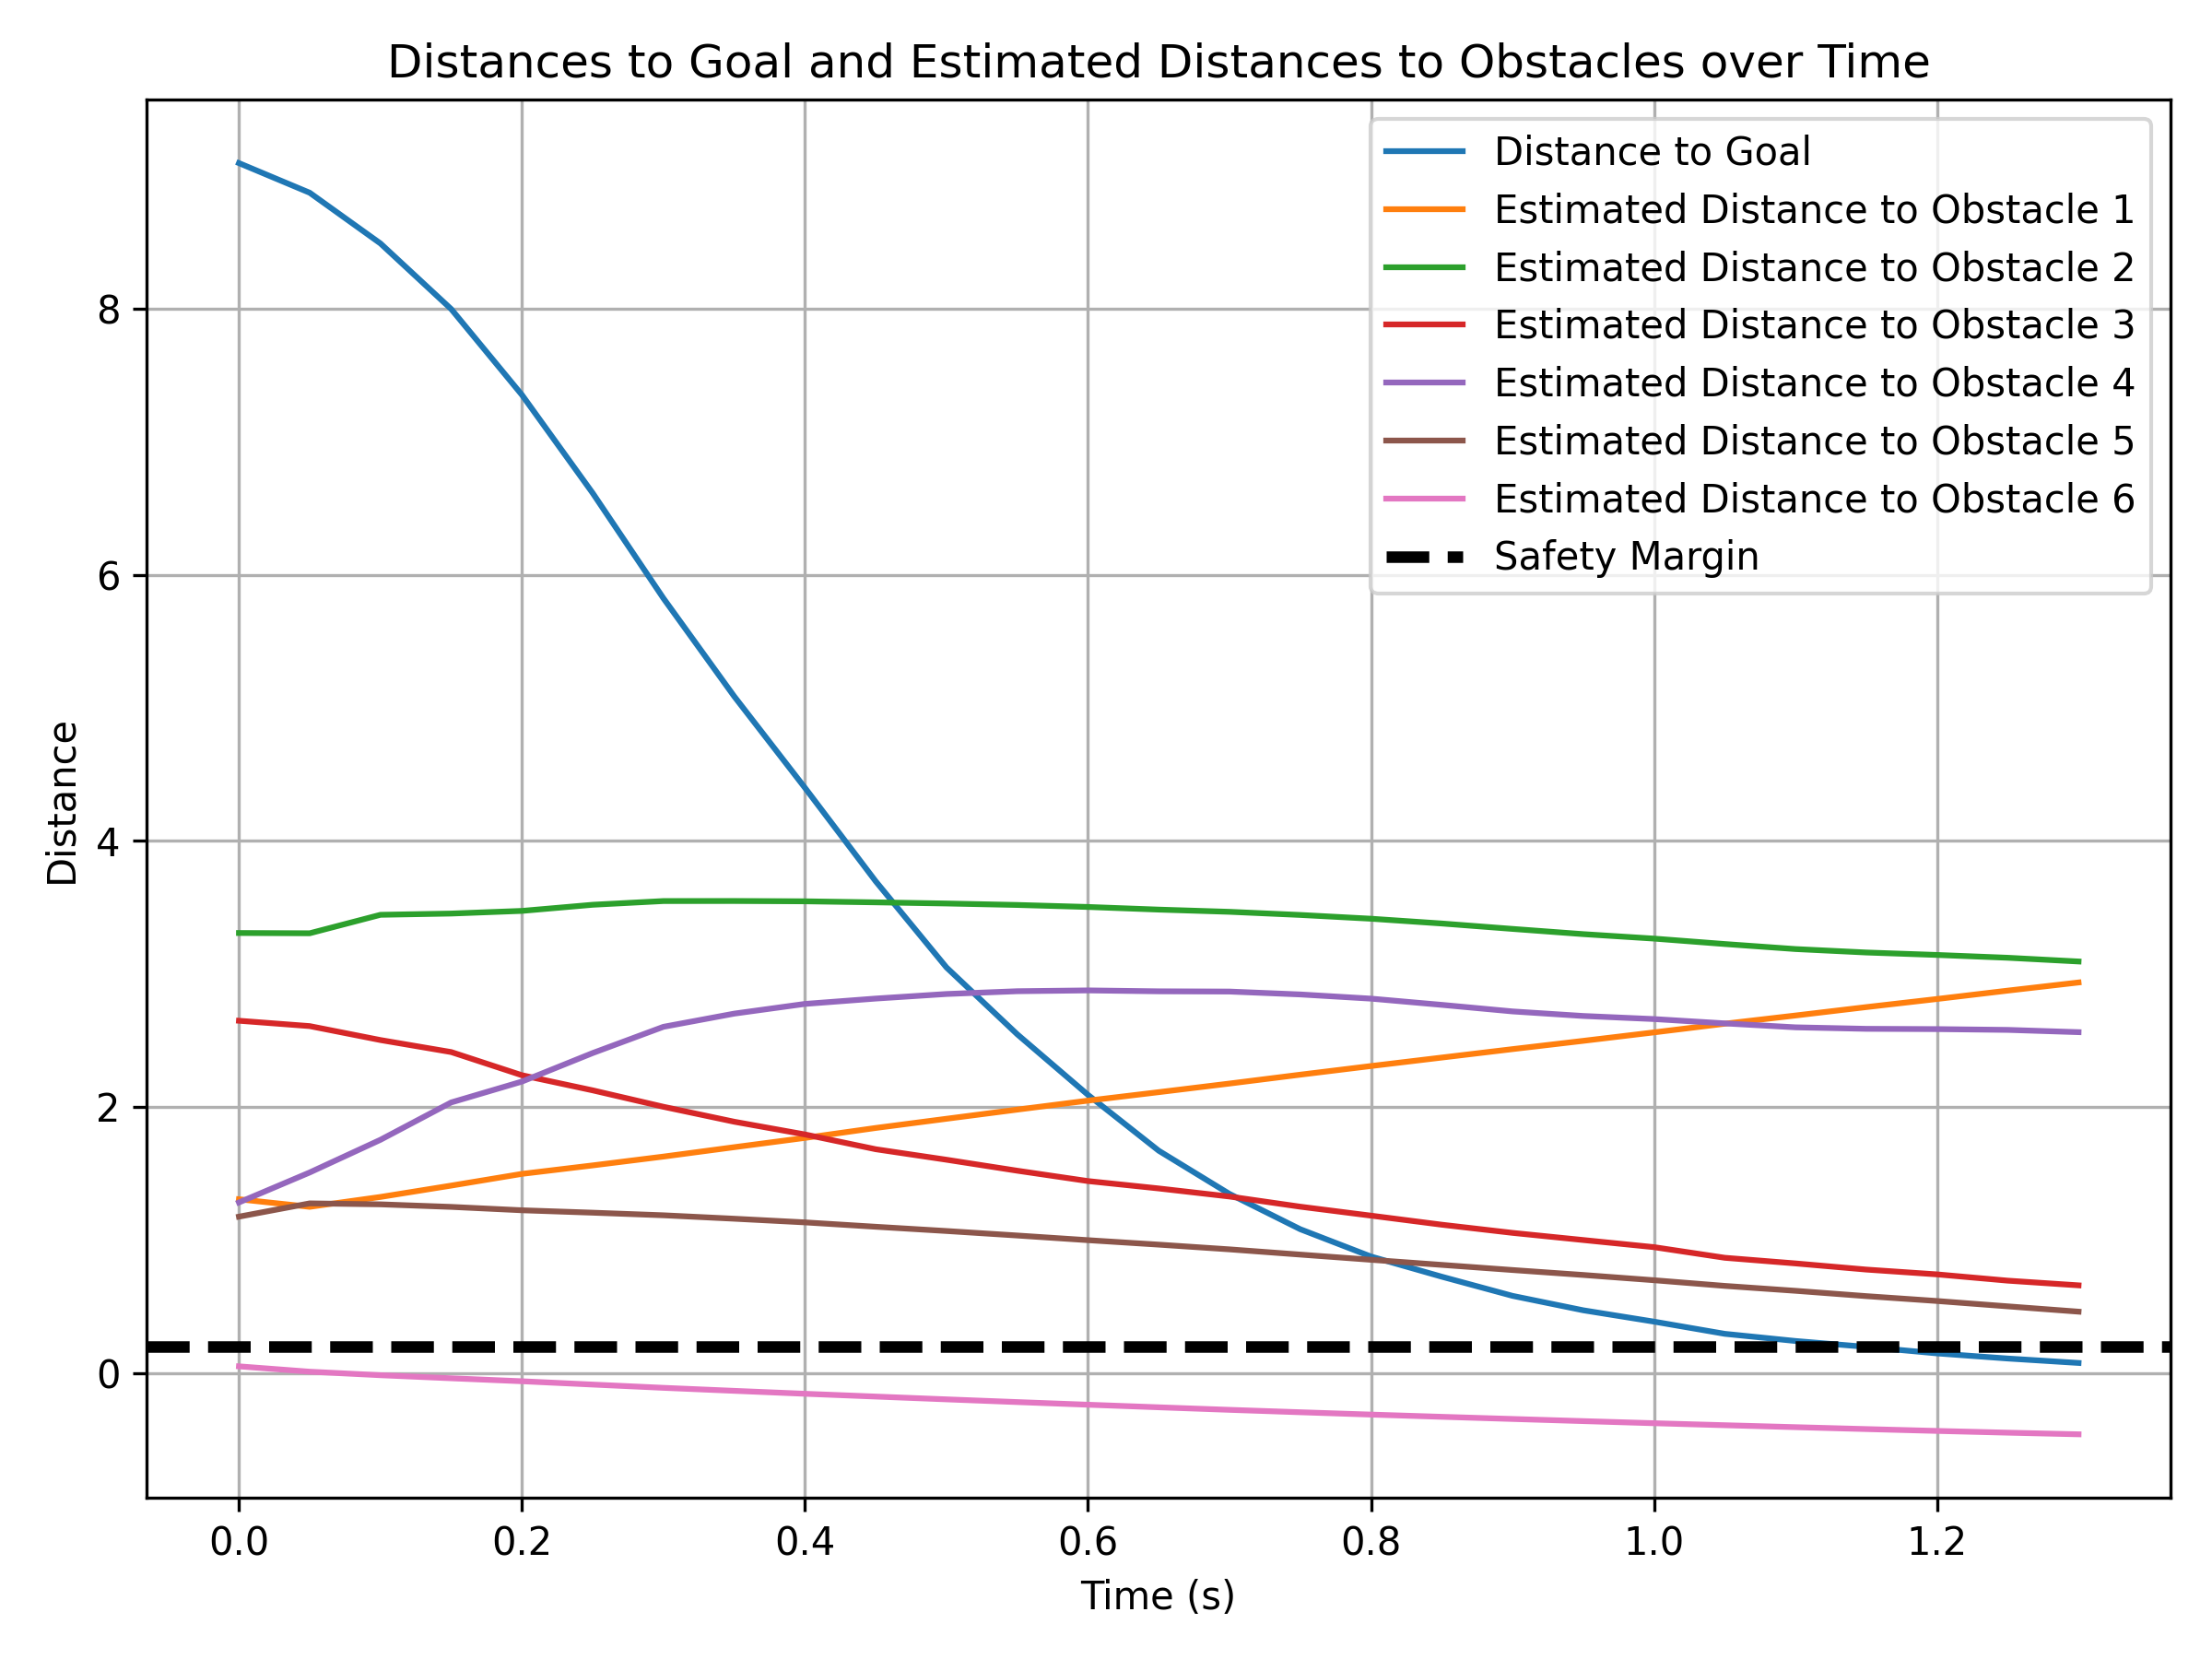 Distances to Goal and Estimated Distances to Obstacles over Time
Distance to Goal
Estimated Distance to Obstacle 1
Estimated Distance to Obstacle 2
Estimated Distance to Obstacle 3
Estimated Distance to Obstacle 4
Estimated Distance to Obstacle 5
Estimated Distance to Obstacle 6
Safety Margin
8
6
4
2
0
Distance
0.0 0.2 0.4 0.6 0.8 1.0 1.2
Time (s)